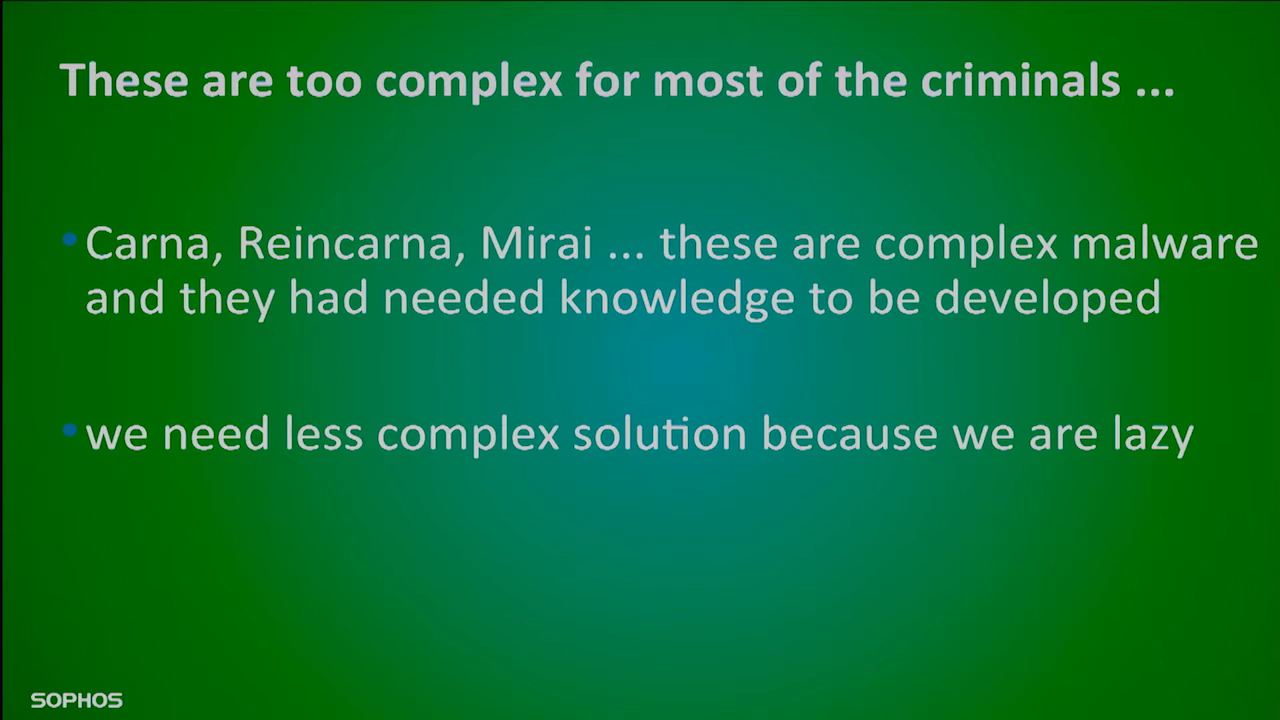 These are too complex for most of the criminals ...
• Carna, Reincarna, Mirai ... these are complex malware
and they had needed knowledge to be developed
• we need less complex solution because we are lazy
SOPHOS